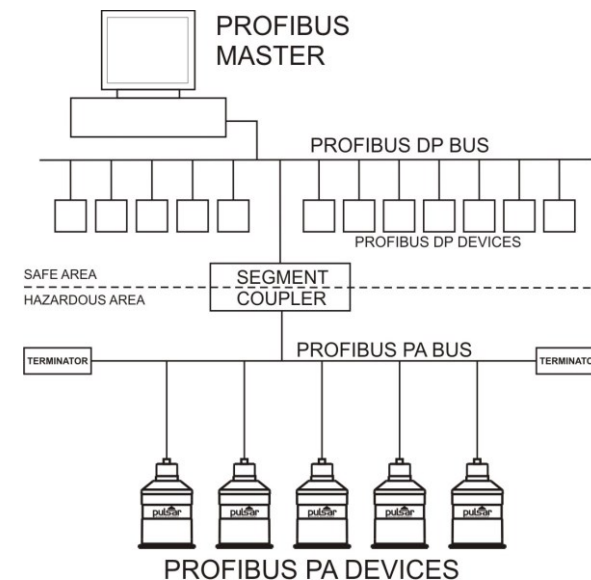 PROFIBUS
MASTER
PROFIBUS DP BUS
PROFIBUS DP DEVICES
SAFE AREA
HAZARDOUS AREA
SEGMENT
COUPLER
PROFIBUS PA BUS
TERMINATOR
TERMINATO
pulsar
pulsar
pulsar
pulsar
pulsar
PROFIBUS PA DEVICES